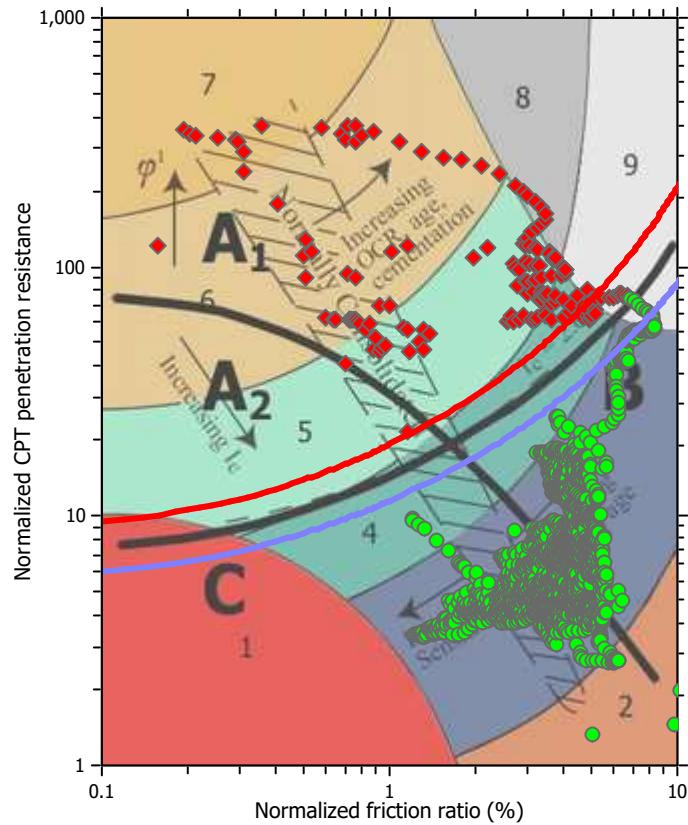 1,000
7
8
9
φ'
Increasing
OCR, age,
cementation
A1
100
6
A2
Increasing Ic
B
5
10
4
C
1
2
1
0.1
1
10
Normalized CPT penetration resistance
Normalized friction ratio (%)